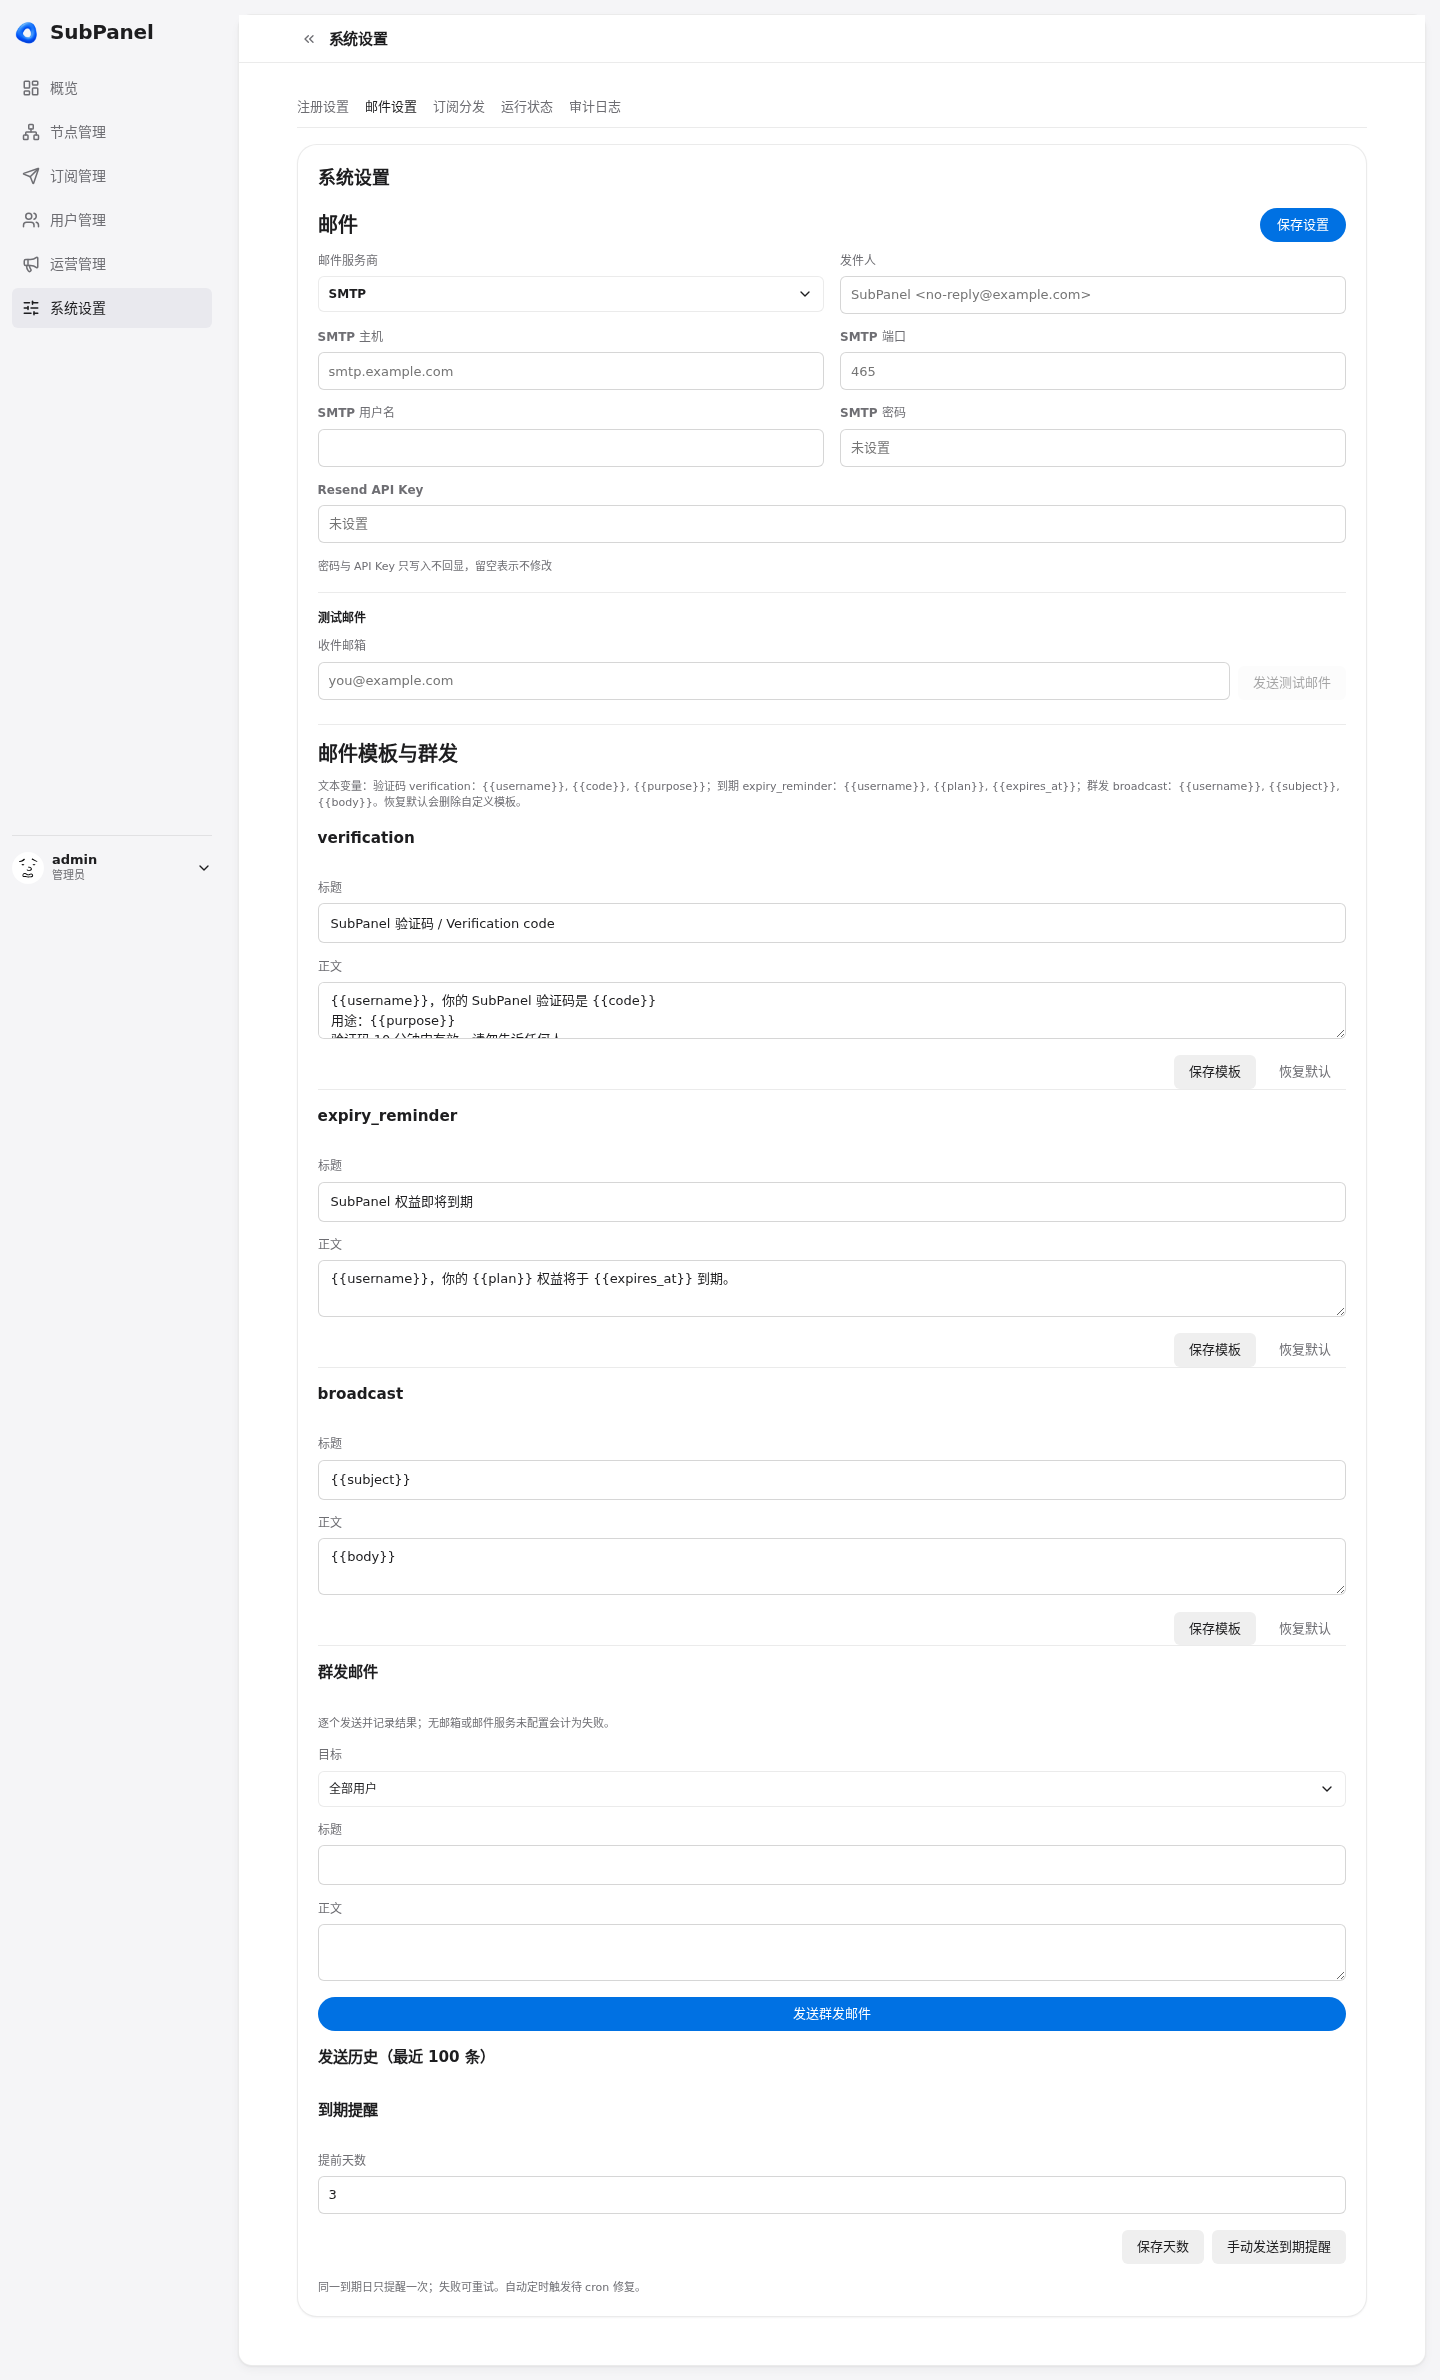 SubPanel
概览
节点管理
订阅管理
用户管理
运营管理
系统设置
admin
管理员
系统设置
注册设置 邮件设置 订阅分发 运行状态 审计日志
系统设置
邮件
保存设置
邮件服务商
发件人
SMTP
SubPanel <no-reply@example.com>
SMTP 主机
SMTP 端口
smtp.example.com
465
SMTP 用户名
SMTP 密码
未设置
Resend API Key
未设置
密码与 API Key 只写入不回显，留空表示不修改
测试邮件
收件邮箱
you@example.com
发送测试邮件
邮件模板与群发
文本变量：验证码 verification：{{username}}, {{code}}, {{purpose}}；到期 expiry_reminder：{{username}}, {{plan}}, {{expires_at}}；群发 broadcast：{{username}}, {{subject}},
{{body}}。恢复默认会删除自定义模板。
verification
标题
SubPanel 验证码 / Verification code
正文
{{username}}，你的 SubPanel 验证码是 {{code}}
用途：{{purpose}}
保存模板 恢复默认
expiry_reminder
标题
SubPanel 权益即将到期
正文
{{username}}，你的 {{plan}} 权益将于 {{expires_at}} 到期。
保存模板 恢复默认
broadcast
标题
{{subject}}
正文
{{body}}
保存模板 恢复默认
群发邮件
逐个发送并记录结果；无邮箱或邮件服务未配置会计为失败。
目标
全部用户
标题
正文
发送群发邮件
发送历史（最近 100 条）
到期提醒
提前天数
3
保存天数 手动发送到期提醒
同一到期日只提醒一次；失败可重试。自动定时触发待 cron 修复。